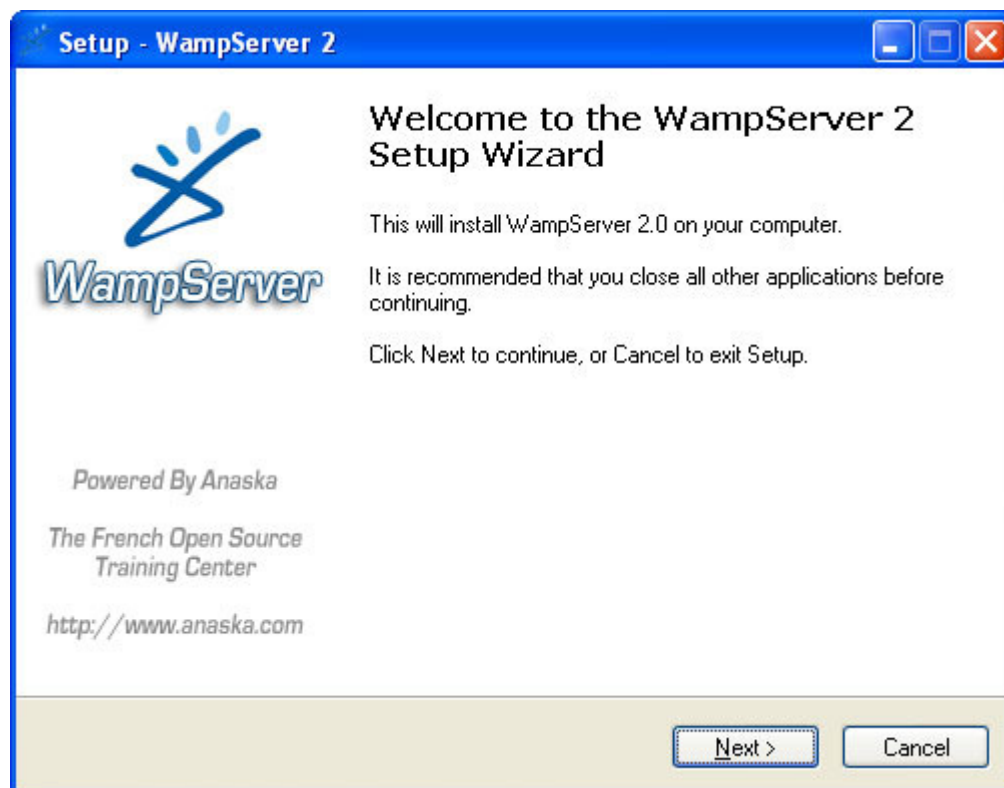 Setup - WampServer 2
WampServer
Welcome to the WampServer 2
Setup Wizard
This will install WampServer 2.0 on your computer.
It is recommended that you close all other applications before
continuing.
Click Next to continue, or Cancel to exit Setup.
Powered By Anaska
The French Open Source
Training Center
http://www.anaska.com
Next >
Cancel